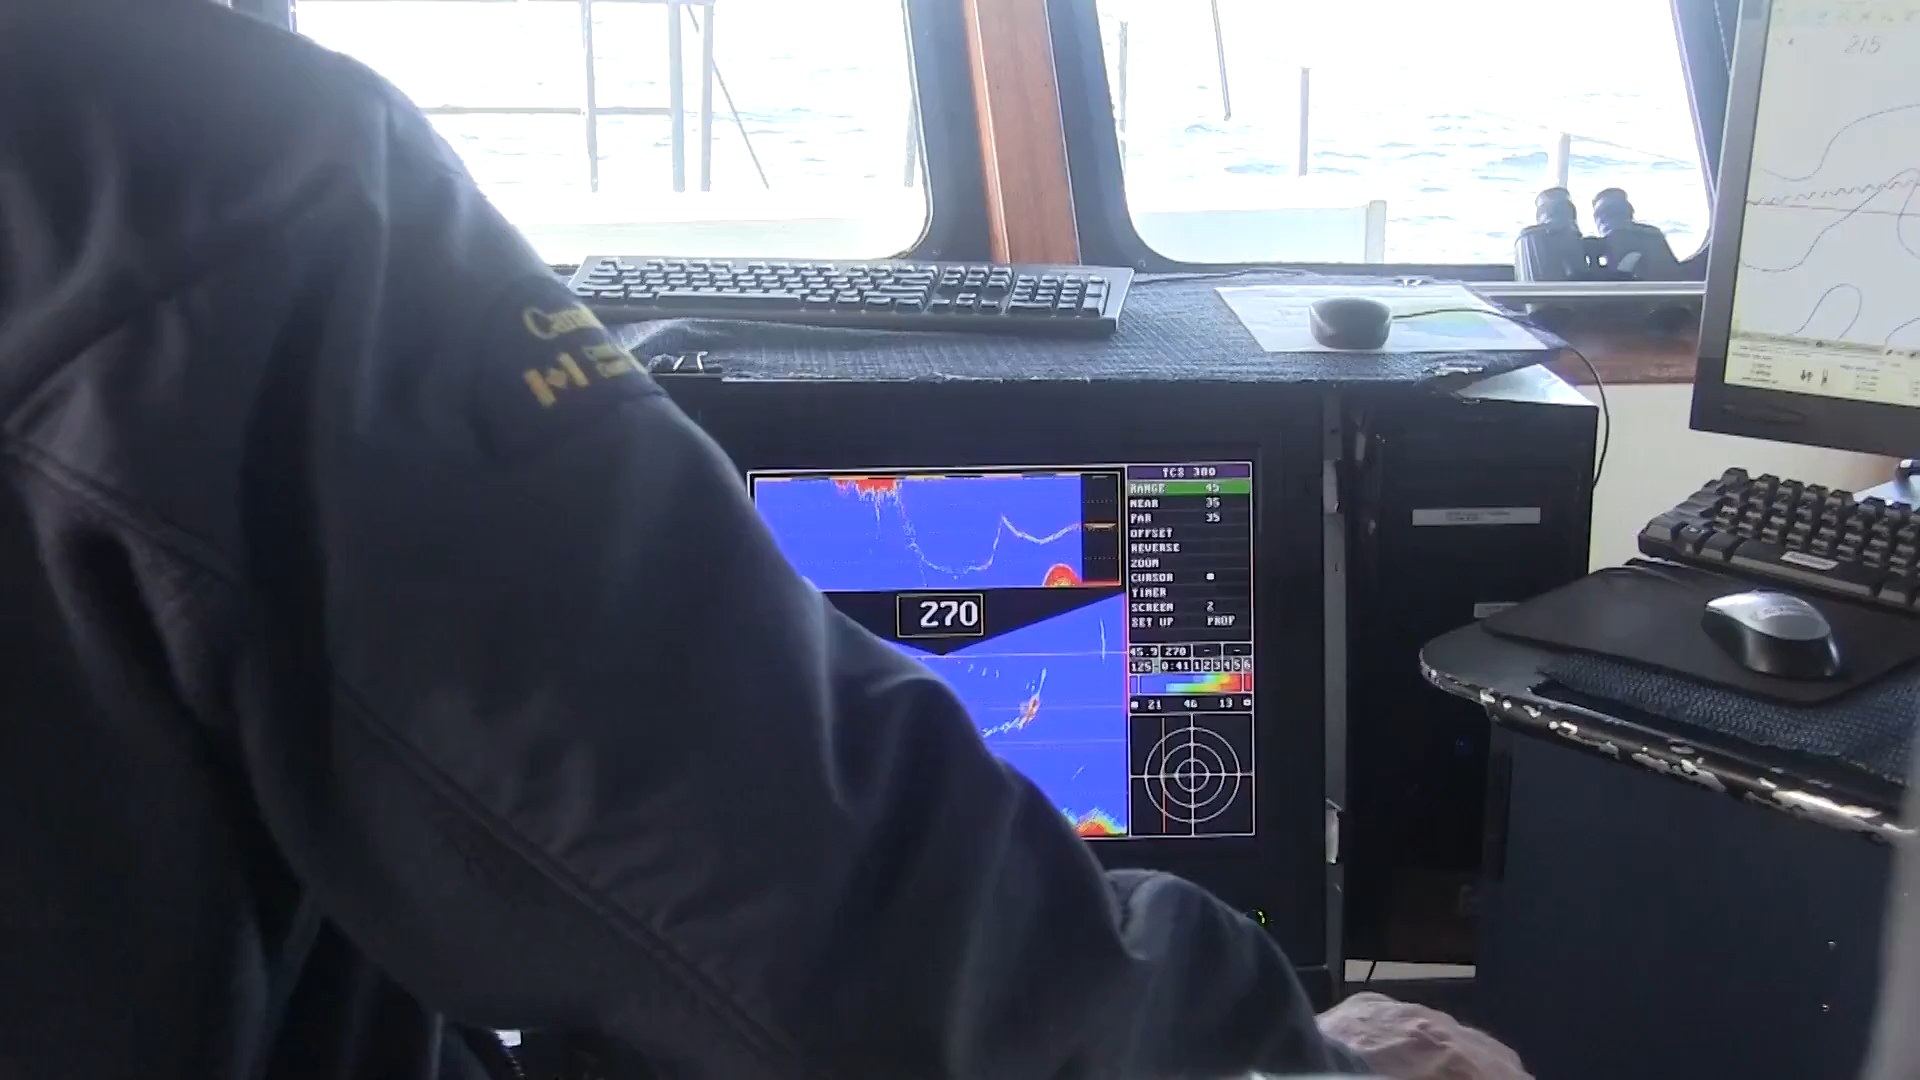 215
TCS 380
RANGE 45
NEAR 35
FAR 35
OFFSET
REVERSE
ZOOM
CURSOR
TIMER
SCREEN 2
SET UP PROF
270
45.9 270 - -
125 0:41 1 2 3 4 5 6
21 46 13